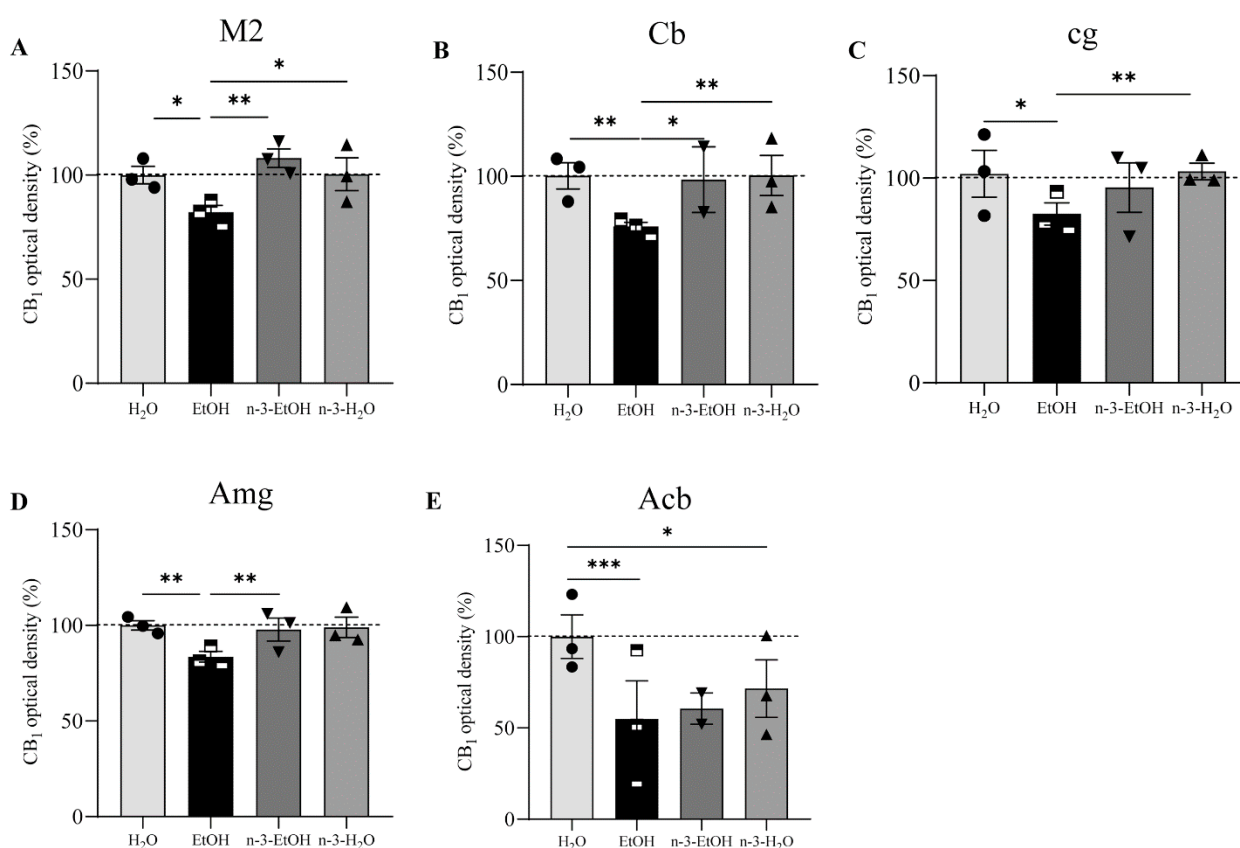 A
M2
CB₁ optical density (%)
150
100
50
0
*
*
**
H₂O EtOH n-3-EtOH n-3-H₂O
B
Cb
CB₁ optical density (%)
150
100
50
0
**
**
*
H₂O EtOH n-3-EtOH n-3-H₂O
C
cg
CB₁ optical density (%)
150
100
50
0
**
*
H₂O EtOH n-3-EtOH n-3-H₂O
D
Amg
CB₁ optical density (%)
150
100
50
0
**
**
H₂O EtOH n-3-EtOH n-3-H₂O
E
Acb
CB₁ optical density (%)
150
100
50
0
*
***
H₂O EtOH n-3-EtOH n-3-H₂O